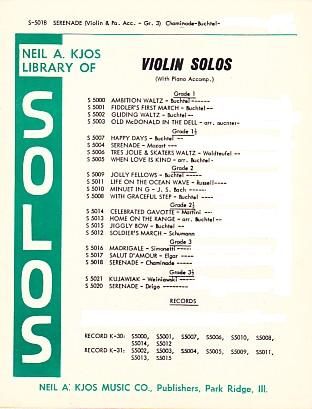 S-5018 SERENADE (Violin & Pa. Acc. - Gr. 3) Chaminade-Buchtel-
NEIL A. KJOS
LIBRARY OF
SOLOS
VIOLIN SOLOS
(With Piano Accomp.)
Grade 1
S 5000 AMBITION WALTZ - Buchtel
S 5001 FIDDLER'S FIRST MARCH - Buchtel
S 5002 GLIDING WALTZ - Buchtel
S 5003 OLD McDONALD IN THE DELL - arr. Buchtel
Grade 1½
S 5007 HAPPY DAYS - Buchtel
S 5004 SERENADE - Mozart
S 5006 TRES JOLIE & SKATERS WALTZ - Waldteufel
S 5005 WHEN LOVE IS KIND - arr. Buchtel
Grade 2
S 5009 JOLLY FELLOWS - Buchtel
S 5011 LIFE ON THE OCEAN WAVE - Russell
S 5010 MINUET IN G - J. S. Bach
S 5008 WITH GRACEFUL STEP - Buchtel
Grade 2½
S 5014 CELEBRATED GAVOTTE - Martini
S 5013 HOME ON THE RANGE - arr. Buchtel
S 5015 JIGGLY BOW - Buchtel
S 5012 SOLDIER'S MARCH - Schumann
Grade 3
S 5016 MADRIGALE - Simonetti
S 5017 SALUT D'AMOUR - Elgar
S 5018 SERENADE - Chaminade
Grade 3½
S 5021 KUJAWIAK - Weiniawski
S 5020 SERENADE - Drigo
RECORDS
RECORD K-30: S5000, S5001, S5007, S5006, S5010, S5008,
S5014, S5012
RECORD K-31: S5002, S5003, S5004, S5005, S5009, S5011,
S5013, S5015
NEIL A. KJOS MUSIC CO., Publishers, Park Ridge, Ill.